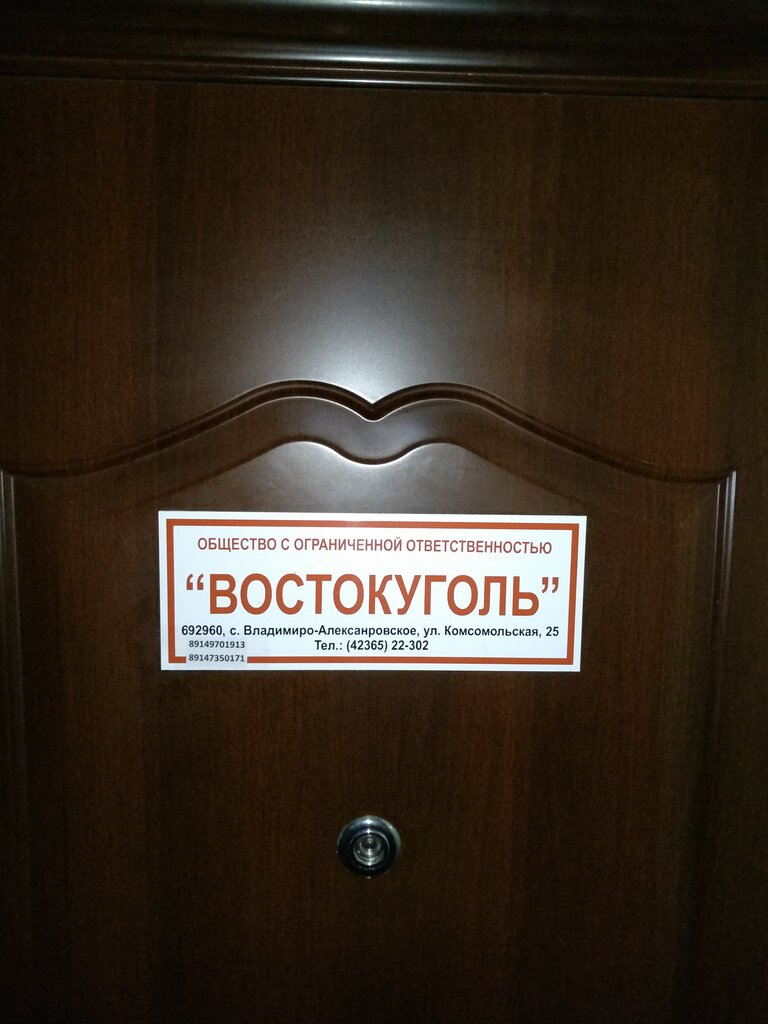 ОБЩЕСТВО С ОГРАНИЧЕННОЙ ОТВЕТСТВЕННОСТЬЮ
“ВОСТОКУГОЛЬ”
692960, с. Владимиро-Алексанровское, ул. Комсомольская, 25
Тел.: (42365) 22-302
89149701913
89147350171